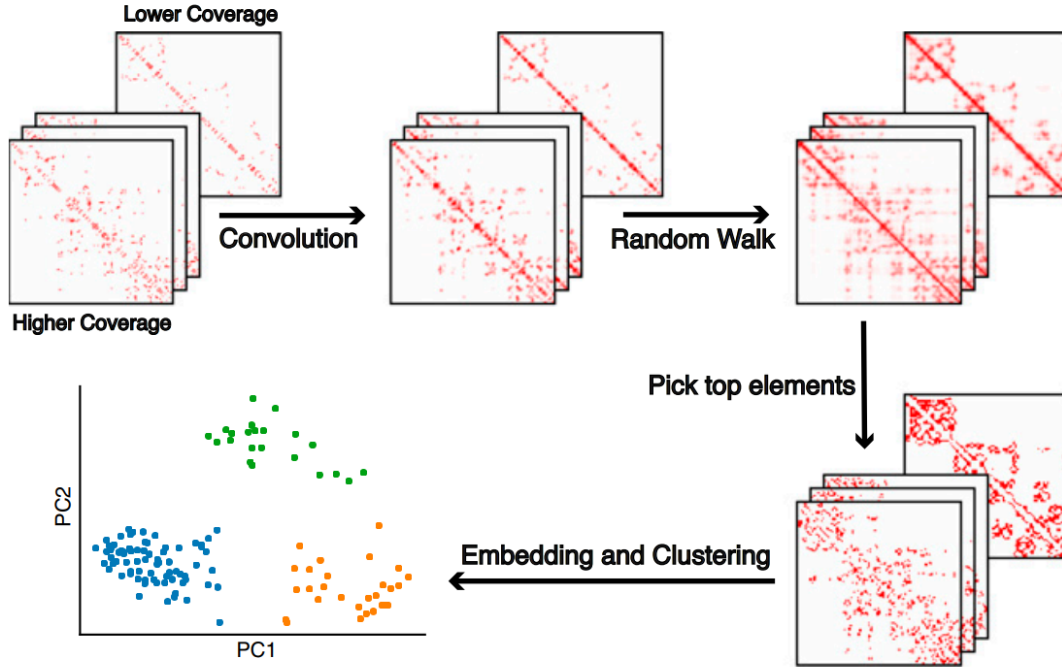 Lower Coverage
Convolution
Random Walk
Higher Coverage
Pick top elements
Embedding and Clustering
PC2
PC1